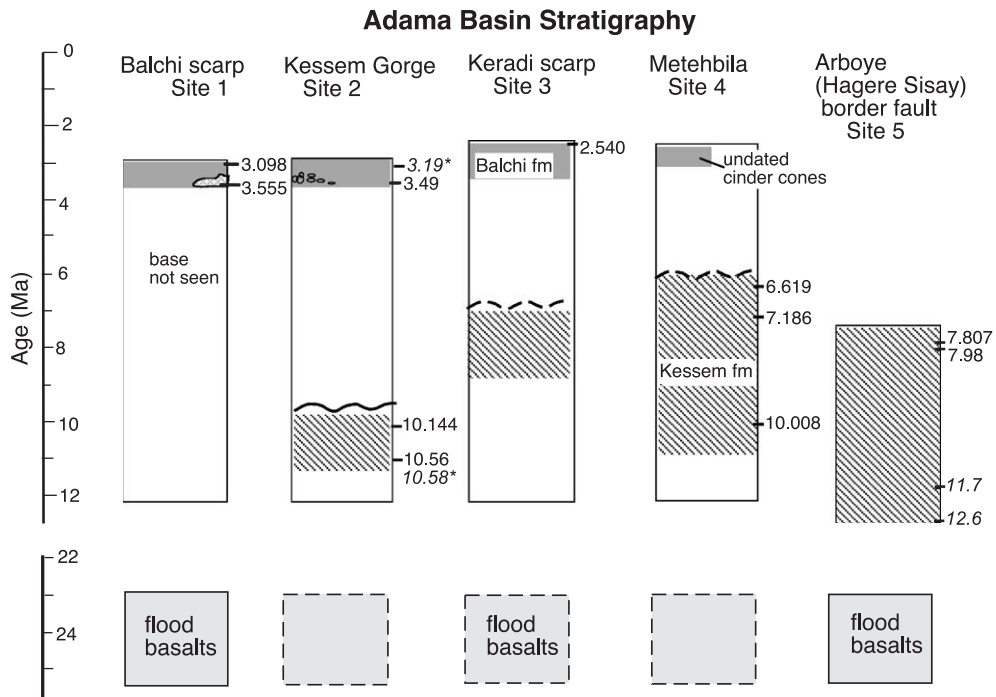 Adama Basin Stratigraphy
0
2
4
6
8
10
12
22
24
Age (Ma)
Balchi scarp
Site 1
3.098
3.555
base
not seen
flood
basalts
Kessem Gorge
Site 2
3.19*
3.49
10.144
10.56
10.58*
Keradi scarp
Site 3
2.540
Balchi fm
flood
basalts
Metehbila
Site 4
undated
cinder cones
6.619
7.186
Kessem fm
10.008
Arboye
(Hagere Sisay)
border fault
Site 5
7.807
7.98
11.7
12.6
flood
basalts